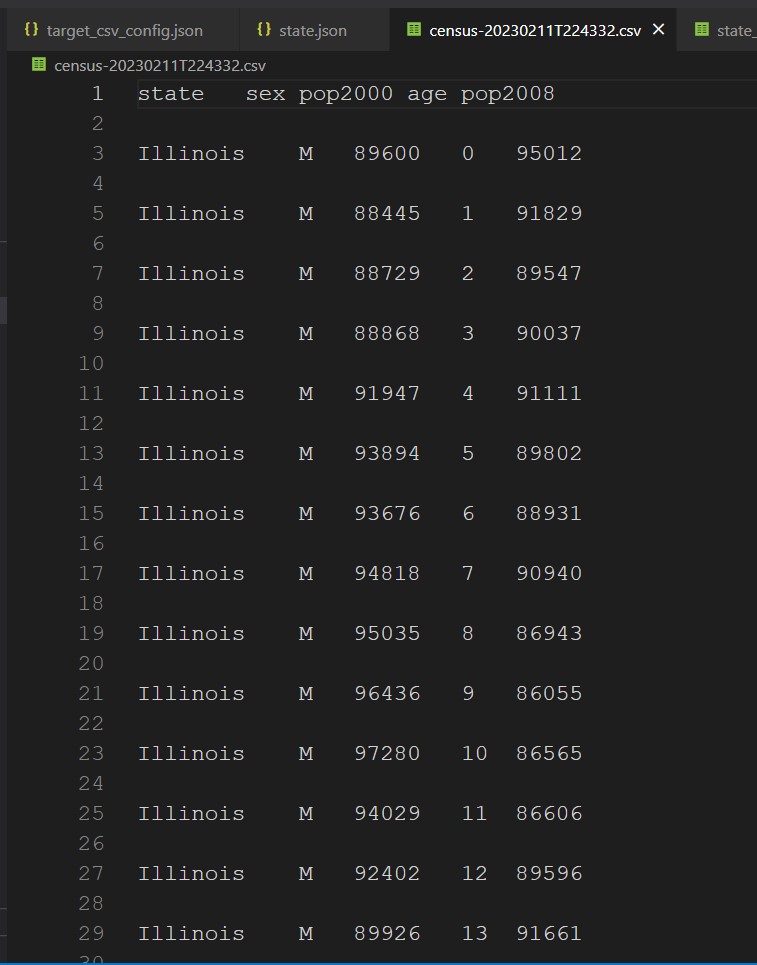 target_csv_config.json state.json census-20230211T224332.csv state_
census-20230211T224332.csv
1 state sex pop2000 age pop2008
2
3 Illinois M 89600 0 95012
4
5 Illinois M 88445 1 91829
6
7 Illinois M 88729 2 89547
8
9 Illinois M 88868 3 90037
10
11 Illinois M 91947 4 91111
12
13 Illinois M 93894 5 89802
14
15 Illinois M 93676 6 88931
16
17 Illinois M 94818 7 90940
18
19 Illinois M 95035 8 86943
20
21 Illinois M 96436 9 86055
22
23 Illinois M 97280 10 86565
24
25 Illinois M 94029 11 86606
26
27 Illinois M 92402 12 89596
28
29 Illinois M 89926 13 91661
30